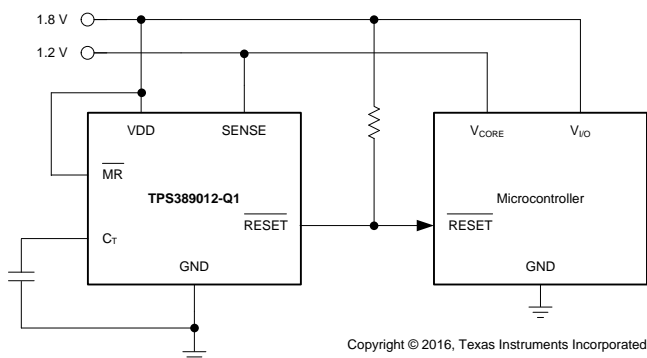 1.8 V
1.2 V
VDD
SENSE
V_CORE
V_I/O
MR
TPS389012-Q1
Microcontroller
RESET
RESET
C_T
GND
GND
Copyright © 2016, Texas Instruments Incorporated